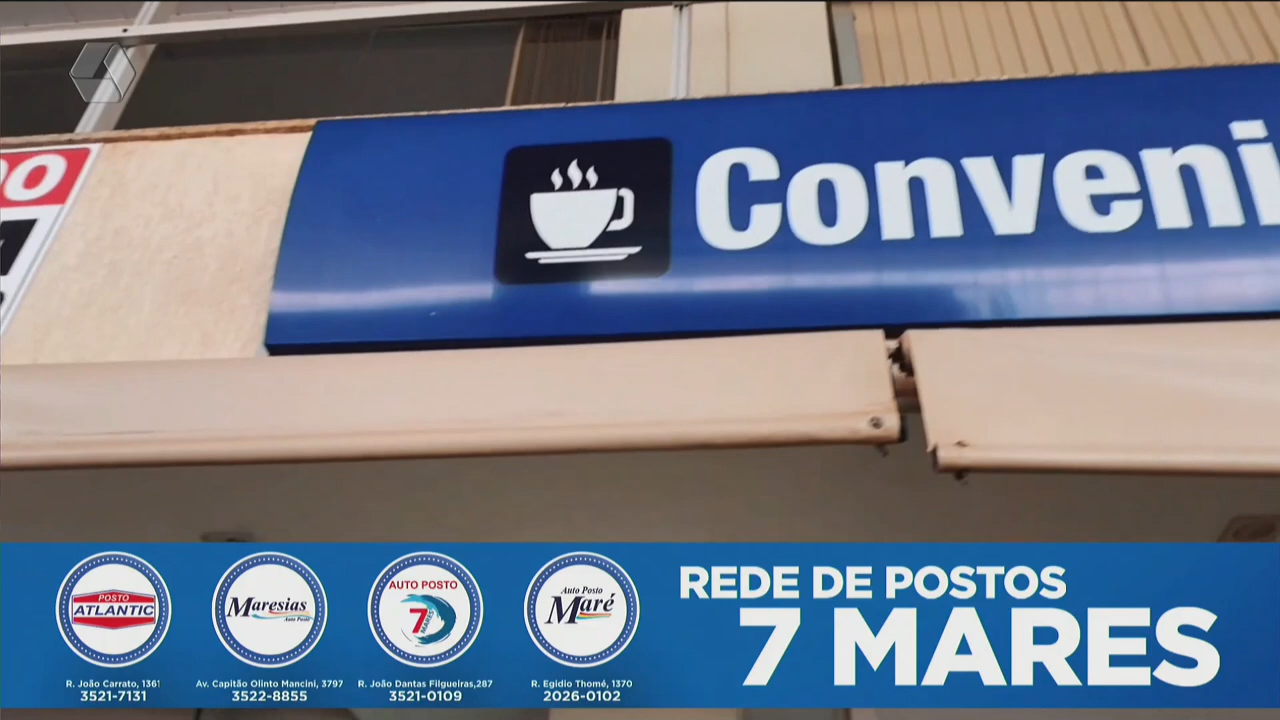 Conveni
POSTO
ATLANTIC
R. João Carrato, 1361
3521-7131
Maresias
Auto Posto
Av. Capitão Olinto Mancini, 3797
3522-8855
AUTO POSTO
7
MARES
R. João Dantas Filgueiras,287
3521-0109
Auto Posto
Maré
R. Egidio Thomé, 1370
2026-0102
REDE DE POSTOS
7 MARES